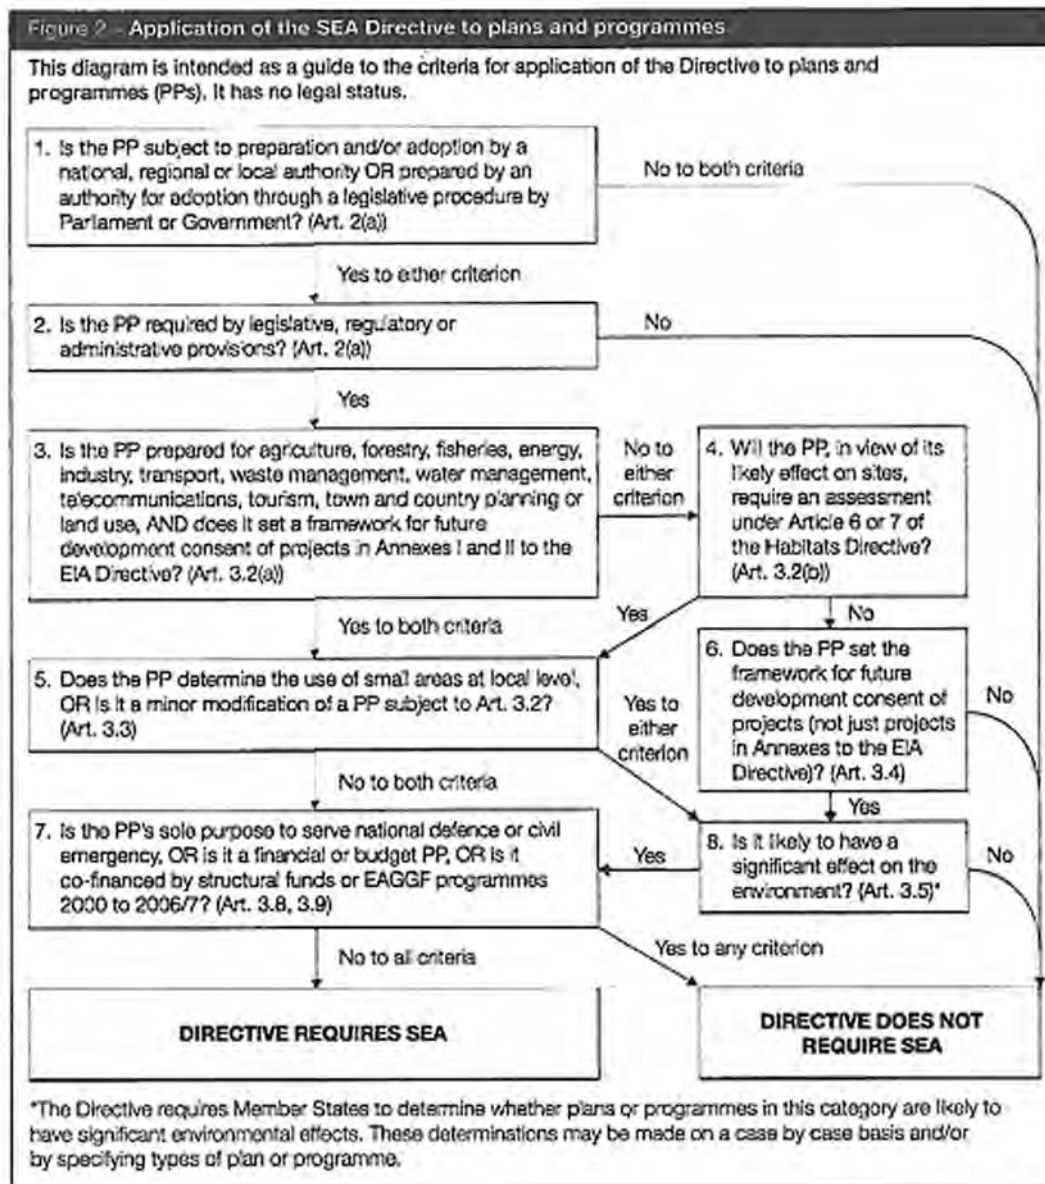 Figure 2 – Application of the SEA Directive to plans and programmes
This diagram is intended as a guide to the criteria for application of the Directive to plans and
programmes (PPs). It has no legal status.
1. Is the PP subject to preparation and/or adoption by a
national, regional or local authority OR prepared by an
authority for adoption through a legislative procedure by
Parliament or Government? (Art. 2(a))
No to both criteria
Yes to either criterion
2. Is the PP required by legislative, regulatory or
administrative provisions? (Art. 2(a))
No
Yes
3. Is the PP prepared for agriculture, forestry, fisheries, energy,
industry, transport, waste management, water management,
telecommunications, tourism, town and country planning or
land use, AND does it set a framework for future
development consent of projects in Annexes I and II to the
EIA Directive? (Art. 3.2(a))
No to
either
criterion
4. Will the PP, in view of its
likely effect on sites,
require an assessment
under Article 6 or 7 of
the Habitats Directive?
(Art. 3.2(b))
Yes to both criteria
Yes
No
5. Does the PP determine the use of small areas at local level,
OR is it a minor modification of a PP subject to Art. 3.2?
(Art. 3.3)
Yes to
either
criterion
6. Does the PP set the
framework for future
development consent of
projects (not just projects
in Annexes to the EIA
Directive)? (Art. 3.4)
No
No to both criteria
Yes
7. Is the PP's sole purpose to serve national defence or civil
emergency, OR is it a financial or budget PP, OR is it
co-financed by structural funds or EAGGF programmes
2000 to 2006/7? (Art. 3.8, 3.9)
Yes
8. Is it likely to have a
significant effect on the
environment? (Art. 3.5)*
No
No to all criteria
Yes to any criterion
DIRECTIVE REQUIRES SEA
DIRECTIVE DOES NOT
REQUIRE SEA
*The Directive requires Member States to determine whether plans or programmes in this category are likely to
have significant environmental effects. These determinations may be made on a case by case basis and/or
by specifying types of plan or programme.